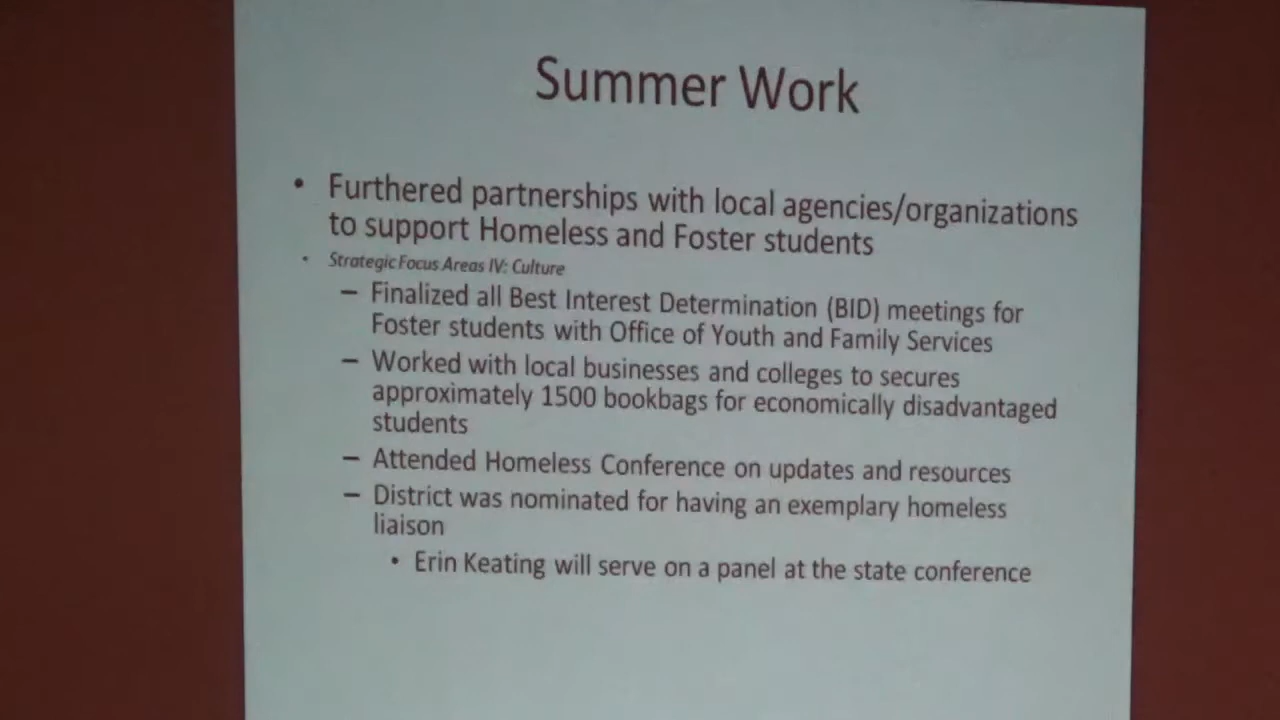 Summer Work
• Furthered partnerships with local agencies/organizations
to support Homeless and Foster students
• Strategic Focus Areas IV: Culture
– Finalized all Best Interest Determination (BID) meetings for
Foster students with Office of Youth and Family Services
– Worked with local businesses and colleges to secures
approximately 1500 bookbags for economically disadvantaged
students
– Attended Homeless Conference on updates and resources
– District was nominated for having an exemplary homeless
liaison
• Erin Keating will serve on a panel at the state conference